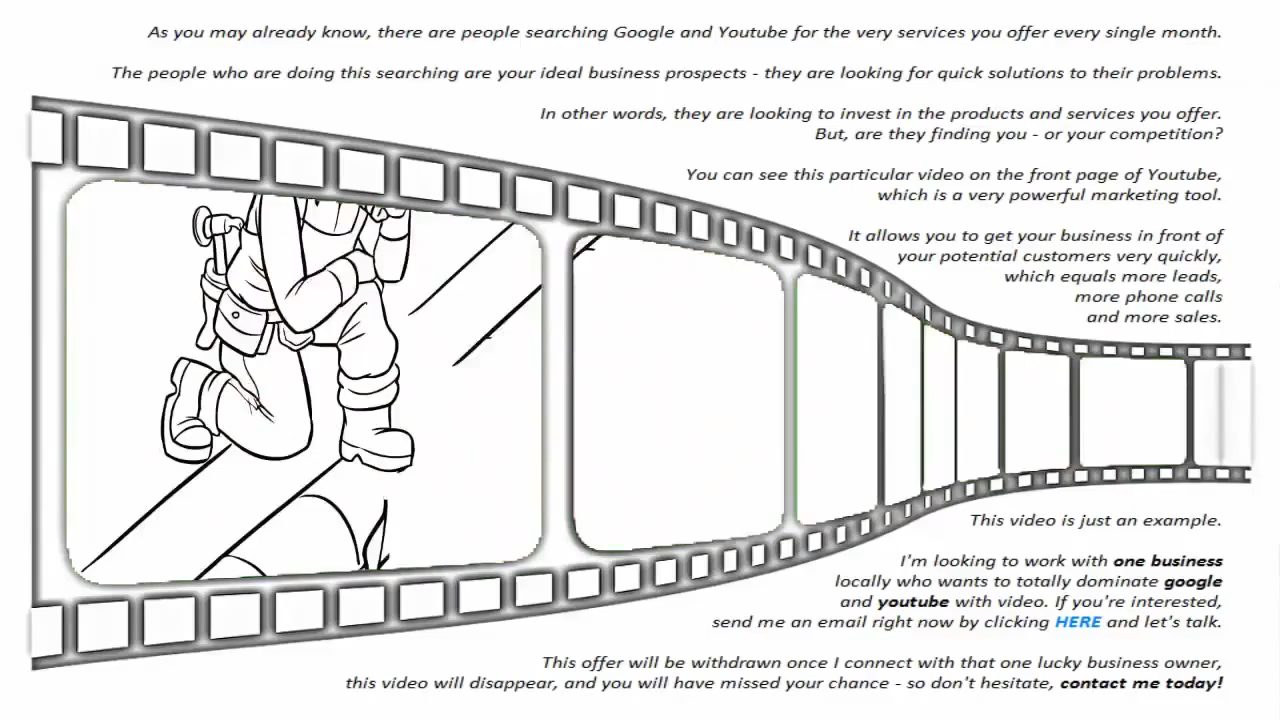 As you may already know, there are people searching Google and Youtube for the very services you offer every single month.
The people who are doing this searching are your ideal business prospects - they are looking for quick solutions to their problems.
In other words, they are looking to invest in the products and services you offer.
But, are they finding you - or your competition?
You can see this particular video on the front page of Youtube,
which is a very powerful marketing tool.
It allows you to get your business in front of
your potential customers very quickly,
which equals more leads,
more phone calls
and more sales.
This video is just an example.
I'm looking to work with one business
locally who wants to totally dominate google
and youtube with video. If you're interested,
send me an email right now by clicking HERE and let's talk.
This offer will be withdrawn once I connect with that one lucky business owner,
this video will disappear, and you will have missed your chance - so don't hesitate, contact me today!